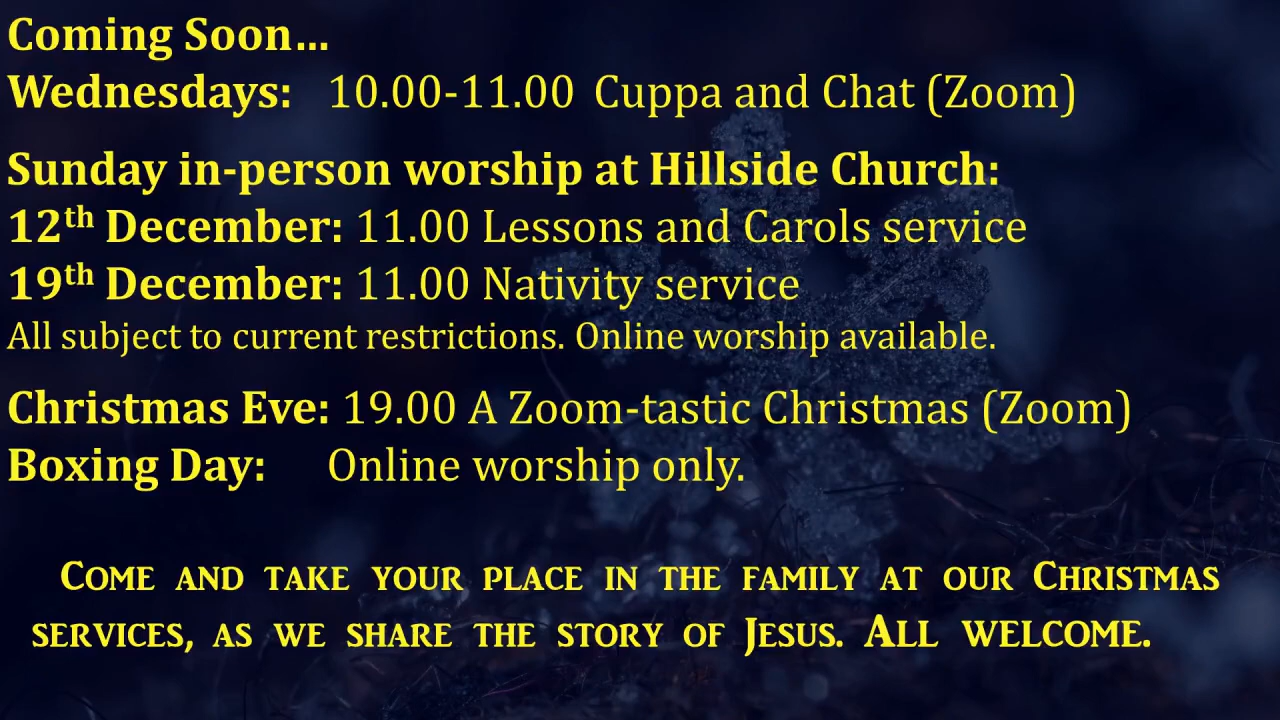 Coming Soon…
Wednesdays: 10.00-11.00 Cuppa and Chat (Zoom)
Sunday in-person worship at Hillside Church:
12th December: 11.00 Lessons and Carols service
19th December: 11.00 Nativity service
All subject to current restrictions. Online worship available.
Christmas Eve: 19.00 A Zoom-tastic Christmas (Zoom)
Boxing Day: Online worship only.
Come and take your place in the family at our Christmas
services, as we share the story of Jesus. All welcome.